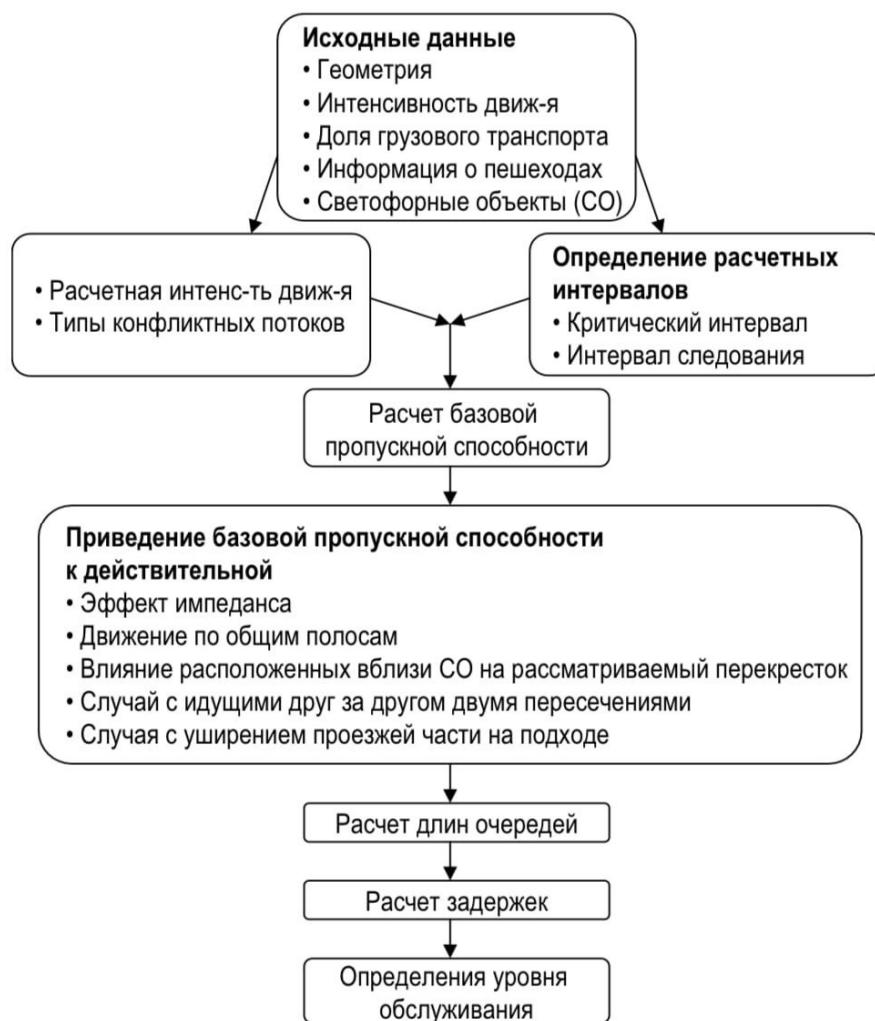 Исходные данные
• Геометрия
• Интенсивность движ-я
• Доля грузового транспорта
• Информация о пешеходах
• Светофорные объекты (СО)
• Расчетная интенс-ть движ-я
• Типы конфликтных потоков
Определение расчетных
интервалов
• Критический интервал
• Интервал следования
Расчет базовой
пропускной способности
Приведение базовой пропускной способности
к действительной
• Эффект импеданса
• Движение по общим полосам
• Влияние расположенных вблизи СО на рассматриваемый перекресток
• Случай с идущими друг за другом двумя пересечениями
• Случая с уширением проезжей части на подходе
Расчет длин очередей
Расчет задержек
Определения уровня
обслуживания